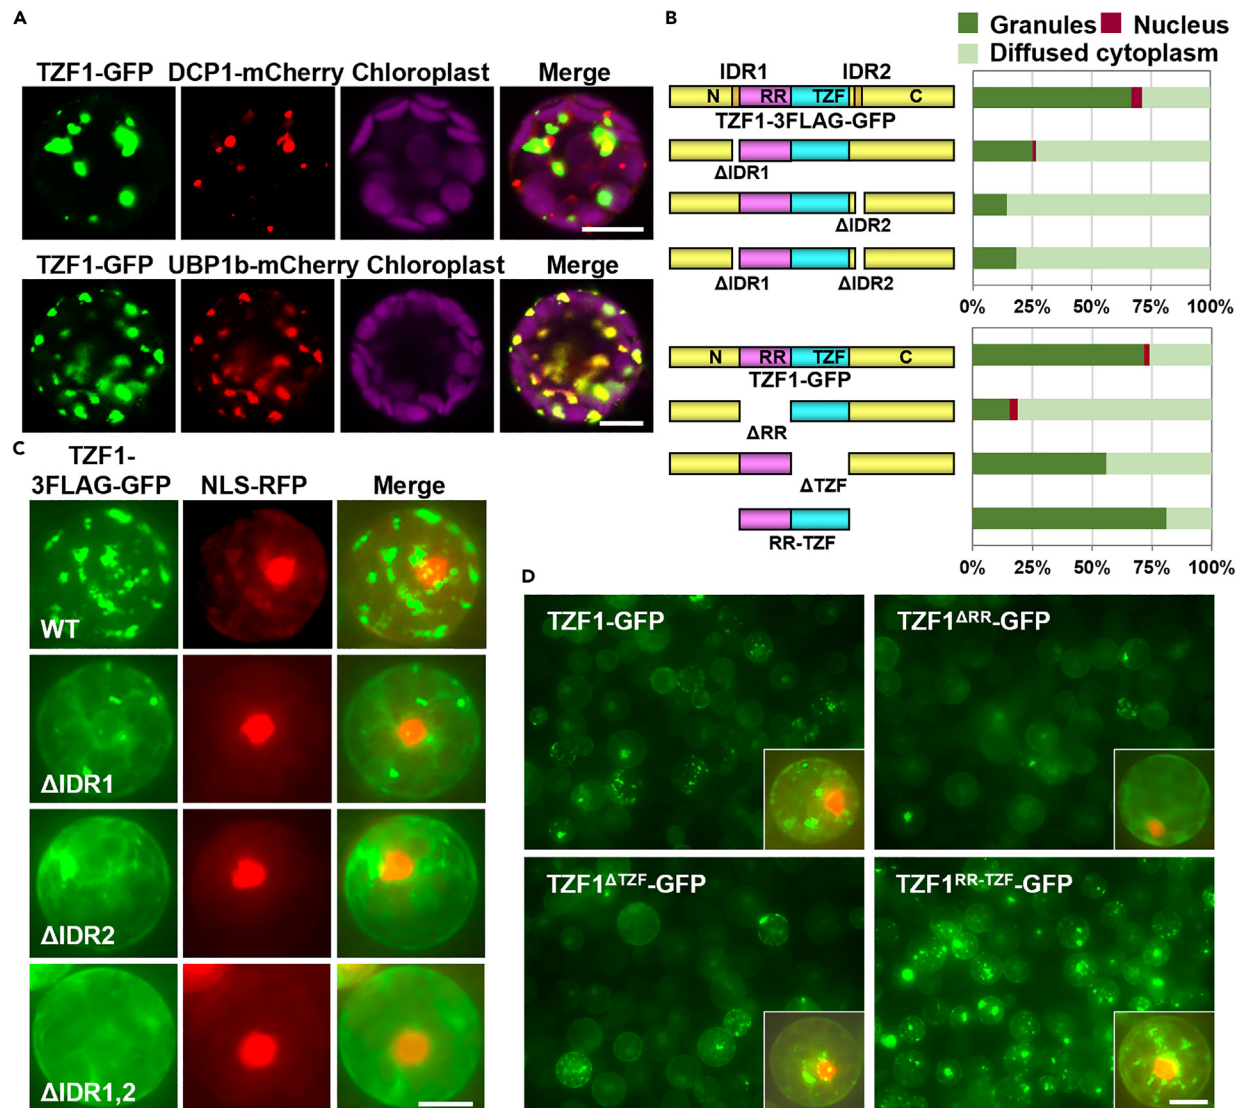 A
TZF1-GFP DCP1-mCherry Chloroplast Merge
TZF1-GFP UBP1b-mCherry Chloroplast Merge
B
Granules Nucleus
Diffused cytoplasm
IDR1 IDR2
N RR TZF C
TZF1-3FLAG-GFP
ΔIDR1
ΔIDR2
ΔIDR1 ΔIDR2
0% 25% 50% 75% 100%
N RR TZF C
TZF1-GFP
ΔRR
ΔTZF
RR-TZF
0% 25% 50% 75% 100%
C
TZF1-
3FLAG-GFP NLS-RFP Merge
WT
ΔIDR1
ΔIDR2
ΔIDR1,2
D
TZF1-GFP TZF1ΔRR-GFP
TZF1ΔTZF-GFP TZF1RR-TZF-GFP